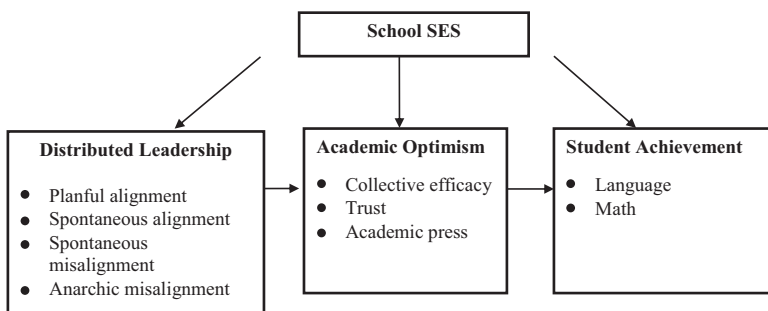 School SES
Distributed Leadership
● Planful alignment
● Spontaneous alignment
● Spontaneous
misalignment
● Anarchic misalignment
Academic Optimism
● Collective efficacy
● Trust
● Academic press
Student Achievement
● Language
● Math